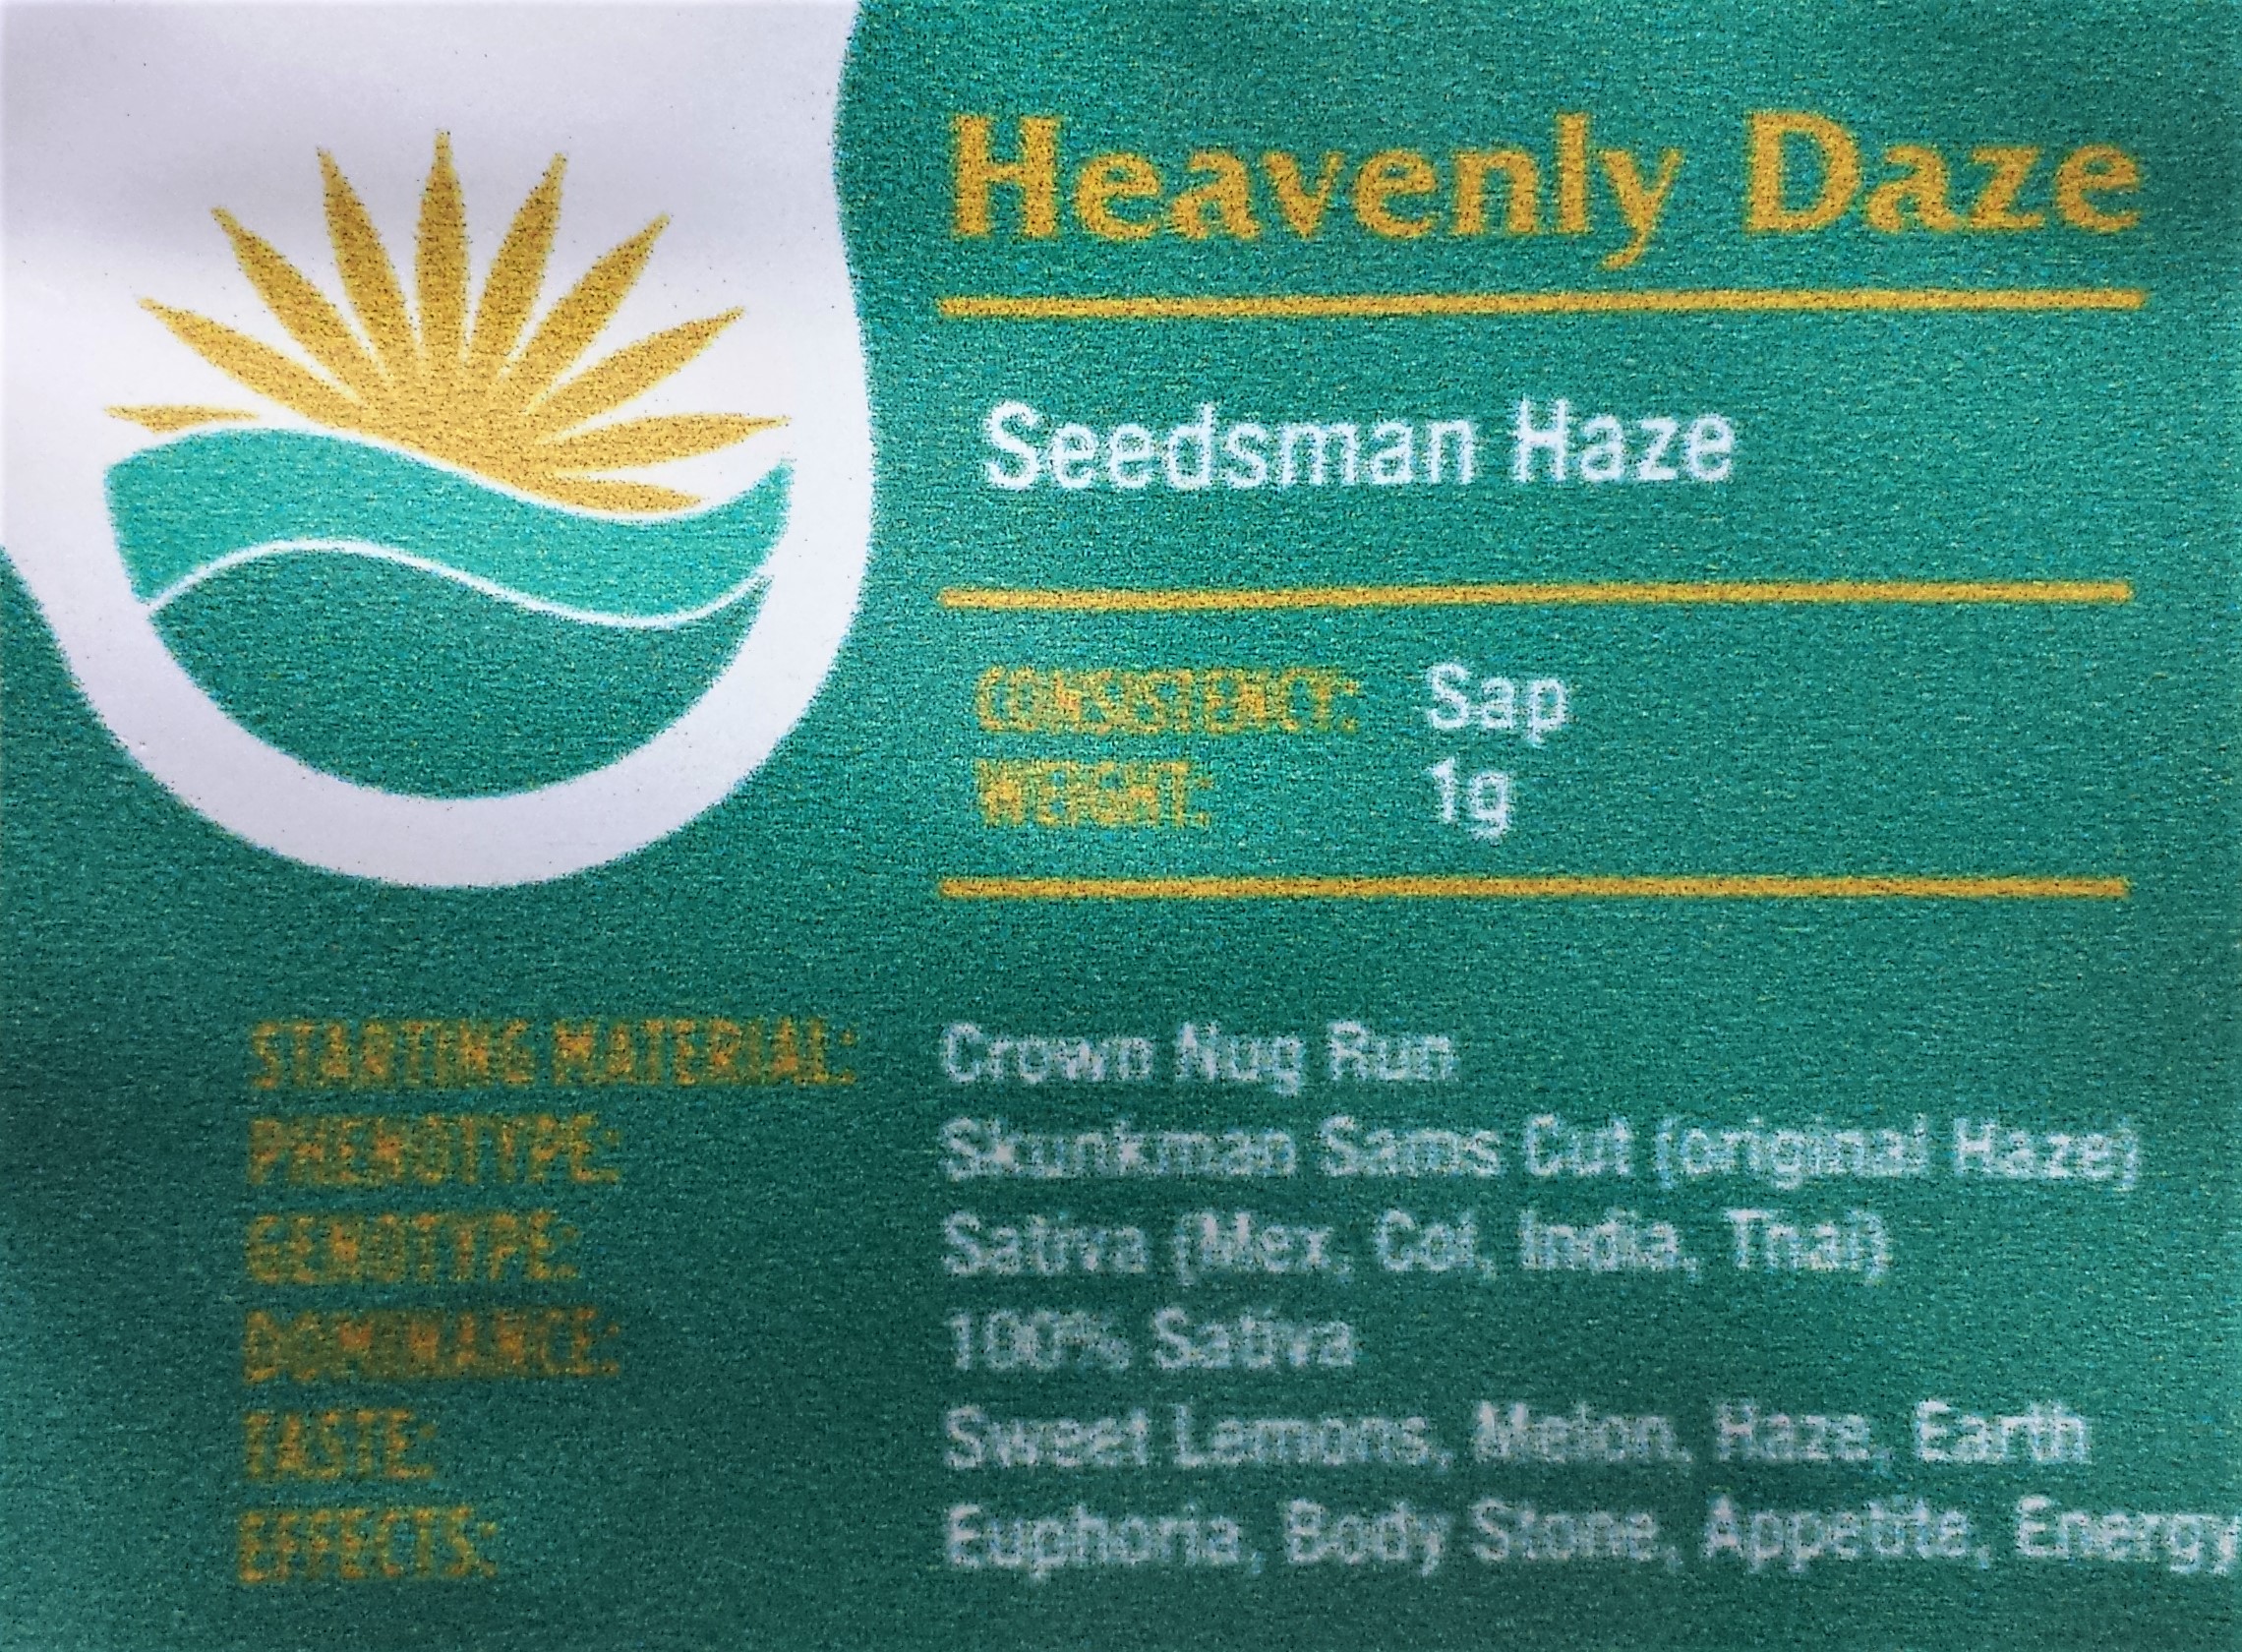 Heavenly Daze
Seedsman Haze
CONSISTENCY: Sap
WEIGHT: 1g
STARTING MATERIAL: Crown Nug Run
PHENOTYPE: Skunkman Sams Cut (original Haze)
GENOTYPE: Sativa (Mex, Col, India, Thai)
DOMINANCE: 100% Sativa
TASTE: Sweet Lemons, Melon, Haze, Earth
EFFECTS: Euphoria, Body Stone, Appetite, Energy